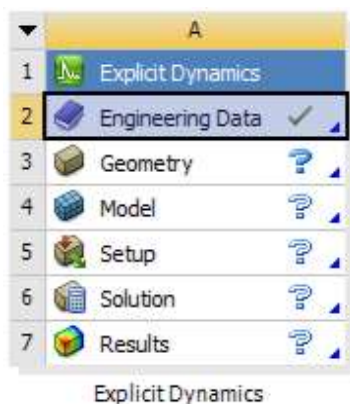 A
1 Explicit Dynamics
2 Engineering Data
3 Geometry
4 Model
5 Setup
6 Solution
7 Results
Explicit Dynamics